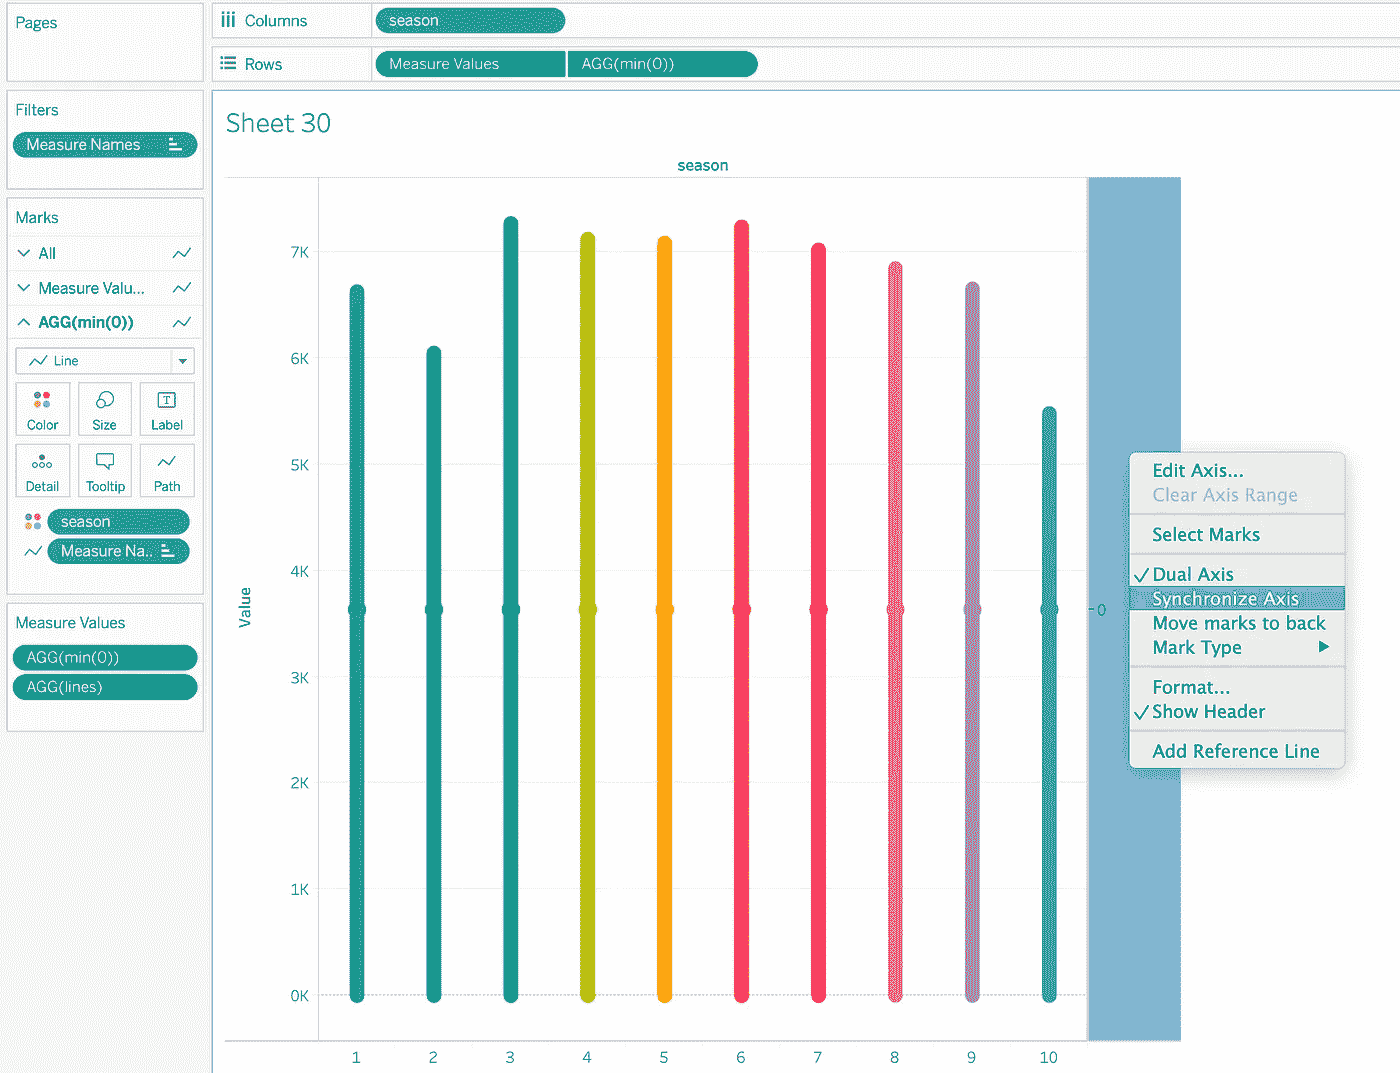 Pages
Columns
season
Rows
Measure Values
AGG(min(0))
Filters
Measure Names
Sheet 30
season
Marks
All
Measure Valu...
AGG(min(0))
Line
Color
Size
Label
Detail
Tooltip
Path
season
Measure Na..
Measure Values
AGG(min(0))
AGG(lines)
Value
7K
6K
5K
4K
3K
2K
1K
0K
1
2
3
4
5
6
7
8
9
10
0
Edit Axis...
Clear Axis Range
Select Marks
Dual Axis
Synchronize Axis
Move marks to back
Mark Type
Format...
Show Header
Add Reference Line